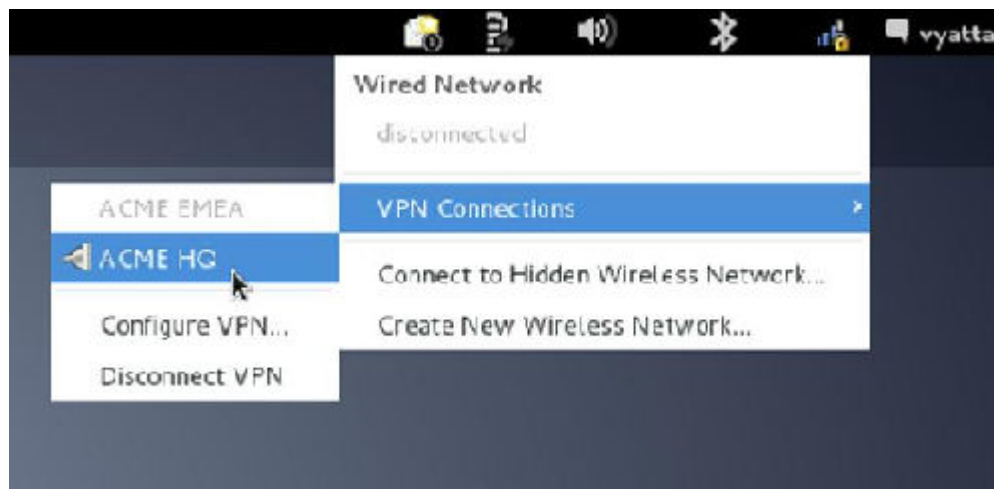 vyatta
Wired Network
disconnected
VPN Connections
Connect to Hidden Wireless Network...
Create New Wireless Network...
ACME EMEA
ACME HQ
Configure VPN...
Disconnect VPN